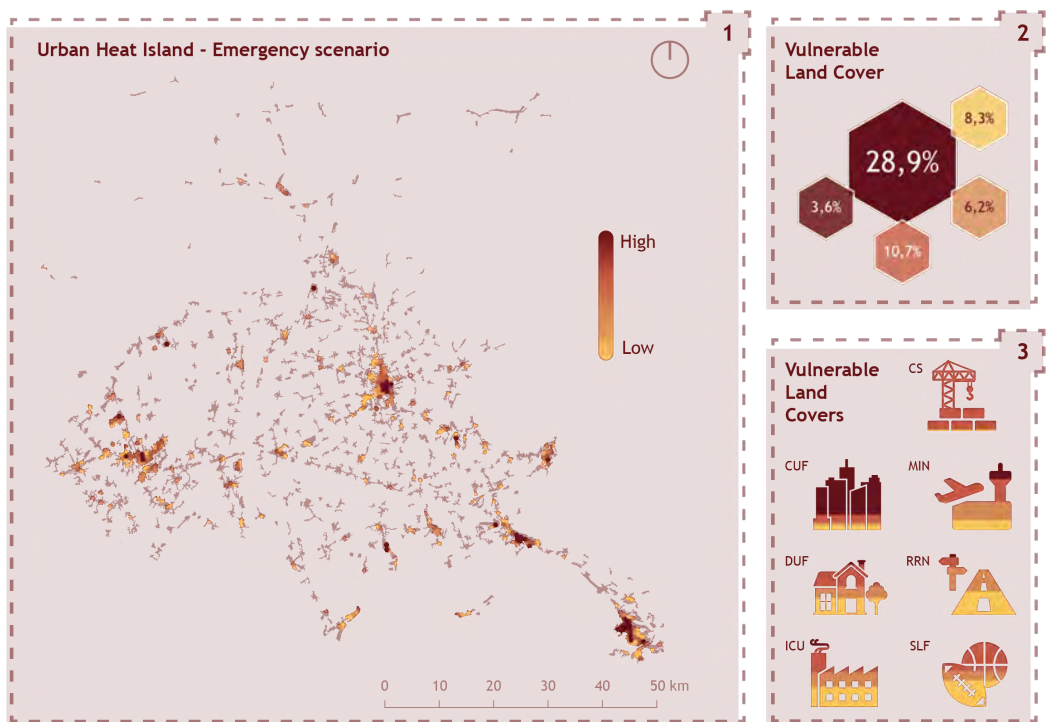 1
Urban Heat Island - Emergency scenario
High
Low
0 10 20 30 40 50 km
2
Vulnerable
Land Cover
8,3%
28,9%
3,6%
6,2%
10,7%
3
Vulnerable
Land
Covers
CS
CUF
MIN
DUF
RRN
ICU
SLF